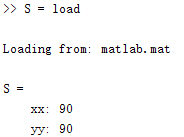 >> S = load
Loading from: matlab.mat
S =
xx: 90
yy: 90